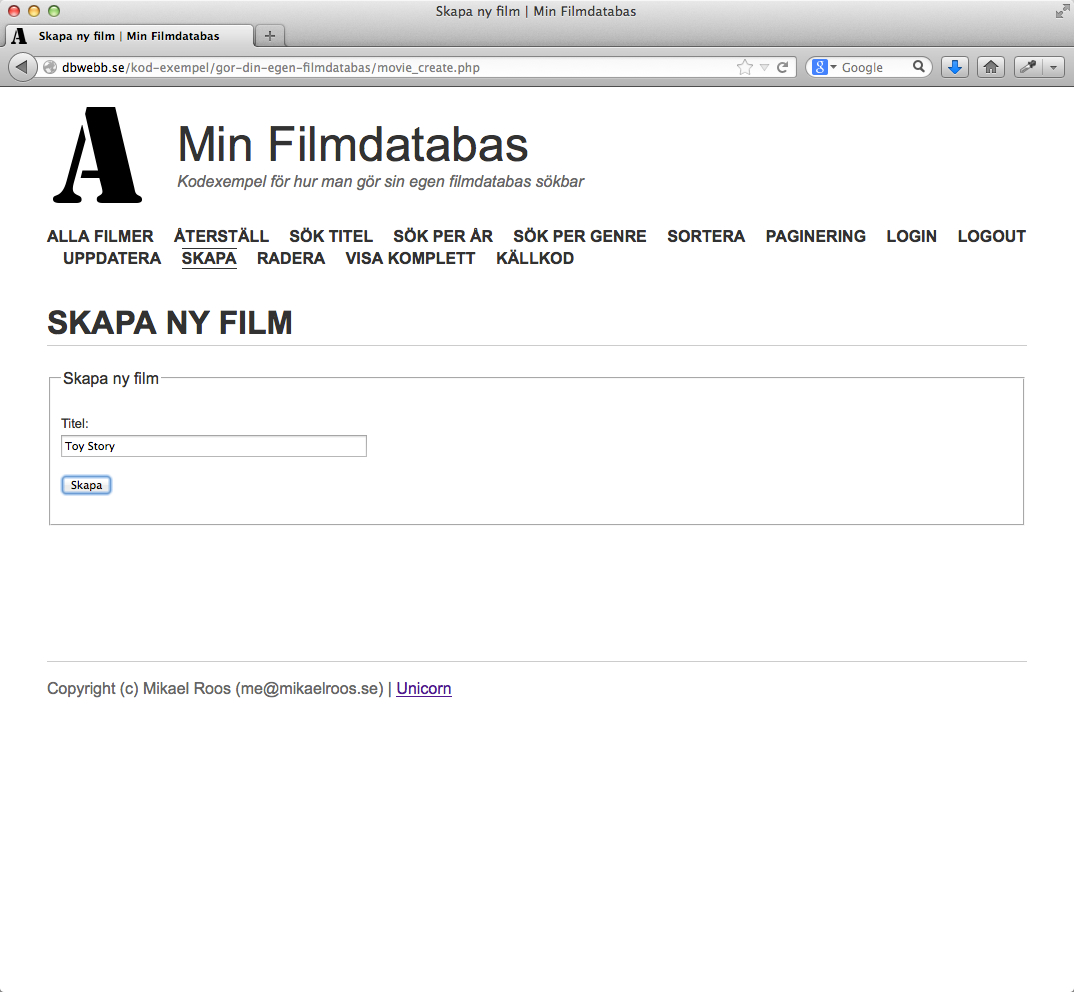 Skapa ny film | Min Filmdatabas
Skapa ny film | Min Filmdatabas
dbwebb.se/kod-exempel/gor-din-egen-filmdatabas/movie_create.php Google
A
Min Filmdatabas
Kodexempel för hur man gör sin egen filmdatabas sökbar
ALLA FILMER ÅTERSTÄLL SÖK TITEL SÖK PER ÅR SÖK PER GENRE SORTERA PAGINERING LOGIN LOGOUT
UPPDATERA SKAPA RADERA VISA KOMPLETT KÄLLKOD
SKAPA NY FILM
Skapa ny film
Titel:
Toy Story
Skapa
Copyright (c) Mikael Roos (me@mikaelroos.se) | Unicorn